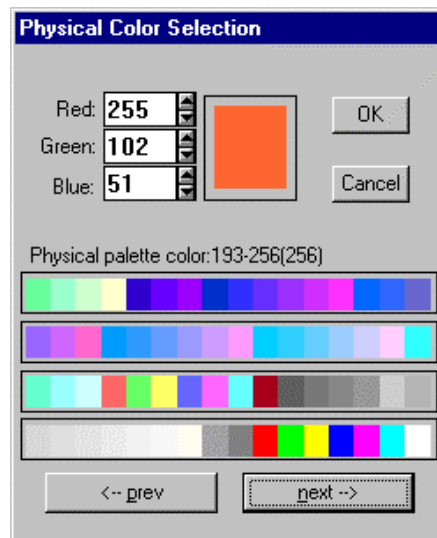 Physical Color Selection
Red: 255
OK
Green: 102
Blue: 51
Cancel
Physical palette color:193-256(256)
<-- prev
next -->